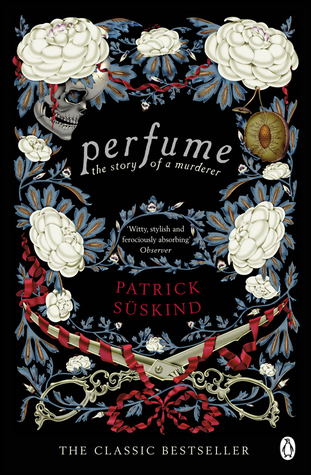 perfume
the story of a murderer
'Witty, stylish and
ferociously absorbing'
Observer
PATRICK
SÜSKIND
THE CLASSIC BESTSELLER